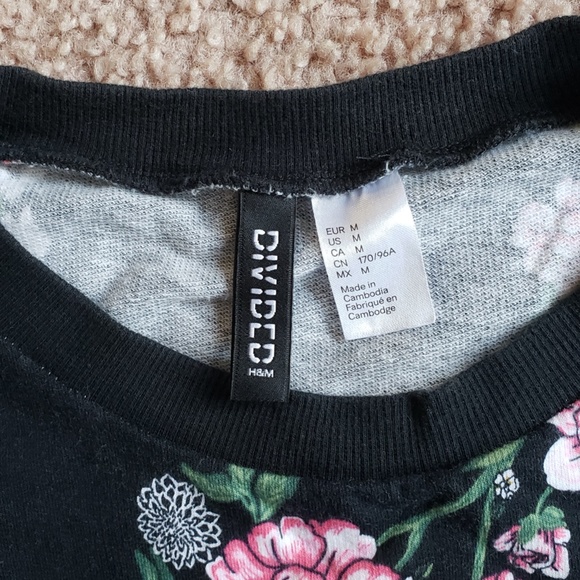 DIVIDED
H&M
EUR M
US M
CA M
CN 170/96A
MX M
Made in
Cambodia
Fabriqué en
Cambodge